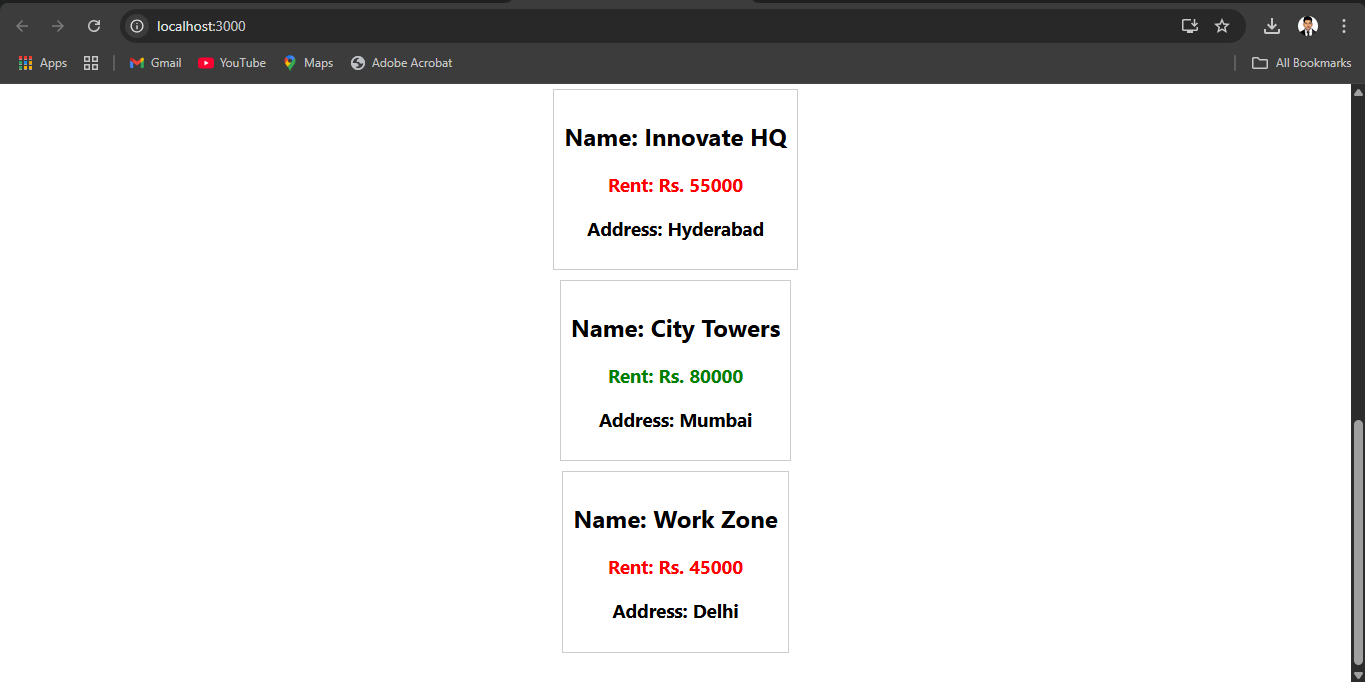 localhost:3000
Apps Gmail YouTube Maps Adobe Acrobat All Bookmarks
Name: Innovate HQ
Rent: Rs. 55000
Address: Hyderabad
Name: City Towers
Rent: Rs. 80000
Address: Mumbai
Name: Work Zone
Rent: Rs. 45000
Address: Delhi